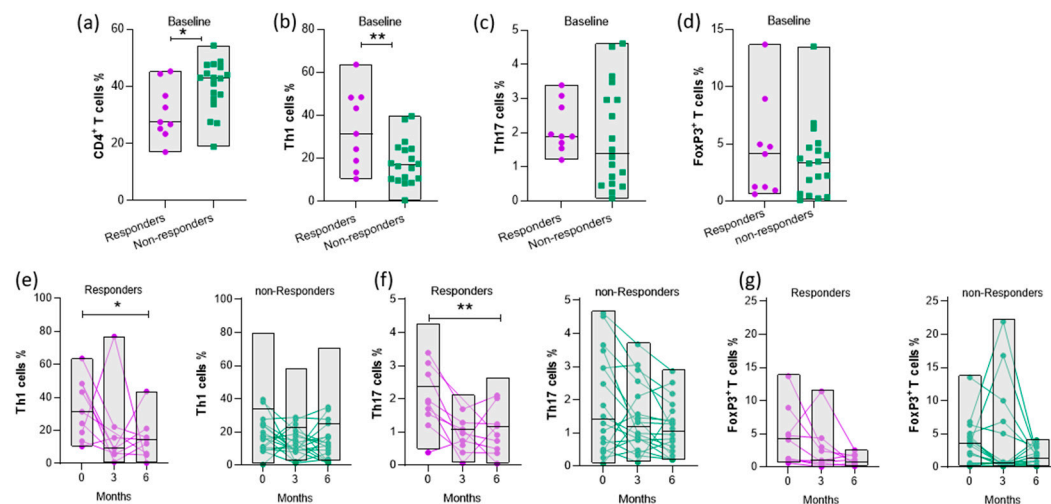 (a)
Baseline
*
CD4⁺ T cells %
60
40
20
0
Responders
Non-responders
(b)
Baseline
**
Th1 cells %
80
60
40
20
0
Responders
Non-responders
(c)
Baseline
Th17 cells %
5
4
3
2
1
0
Responders
Non-responders
(d)
Baseline
FoxP3⁺ T cells %
15
10
5
0
Responders
non-responders
(e)
Responders
*
Th1 cells %
100
80
60
40
20
0
0 3 6
Months
non-Responders
Th1 cells %
100
80
60
40
20
0
0 3 6
Months
(f)
Responders
**
Th17 cells %
5
4
3
2
1
0
0 3 6
Months
non-Responders
Th17 cells %
5
4
3
2
1
0
0 3 6
Months
(g)
Responders
FoxP3⁺ T cells %
25
20
15
10
5
0
0 3 6
Months
non-Responders
FoxP3⁺ T cells %
25
20
15
10
5
0
0 3 6
Months